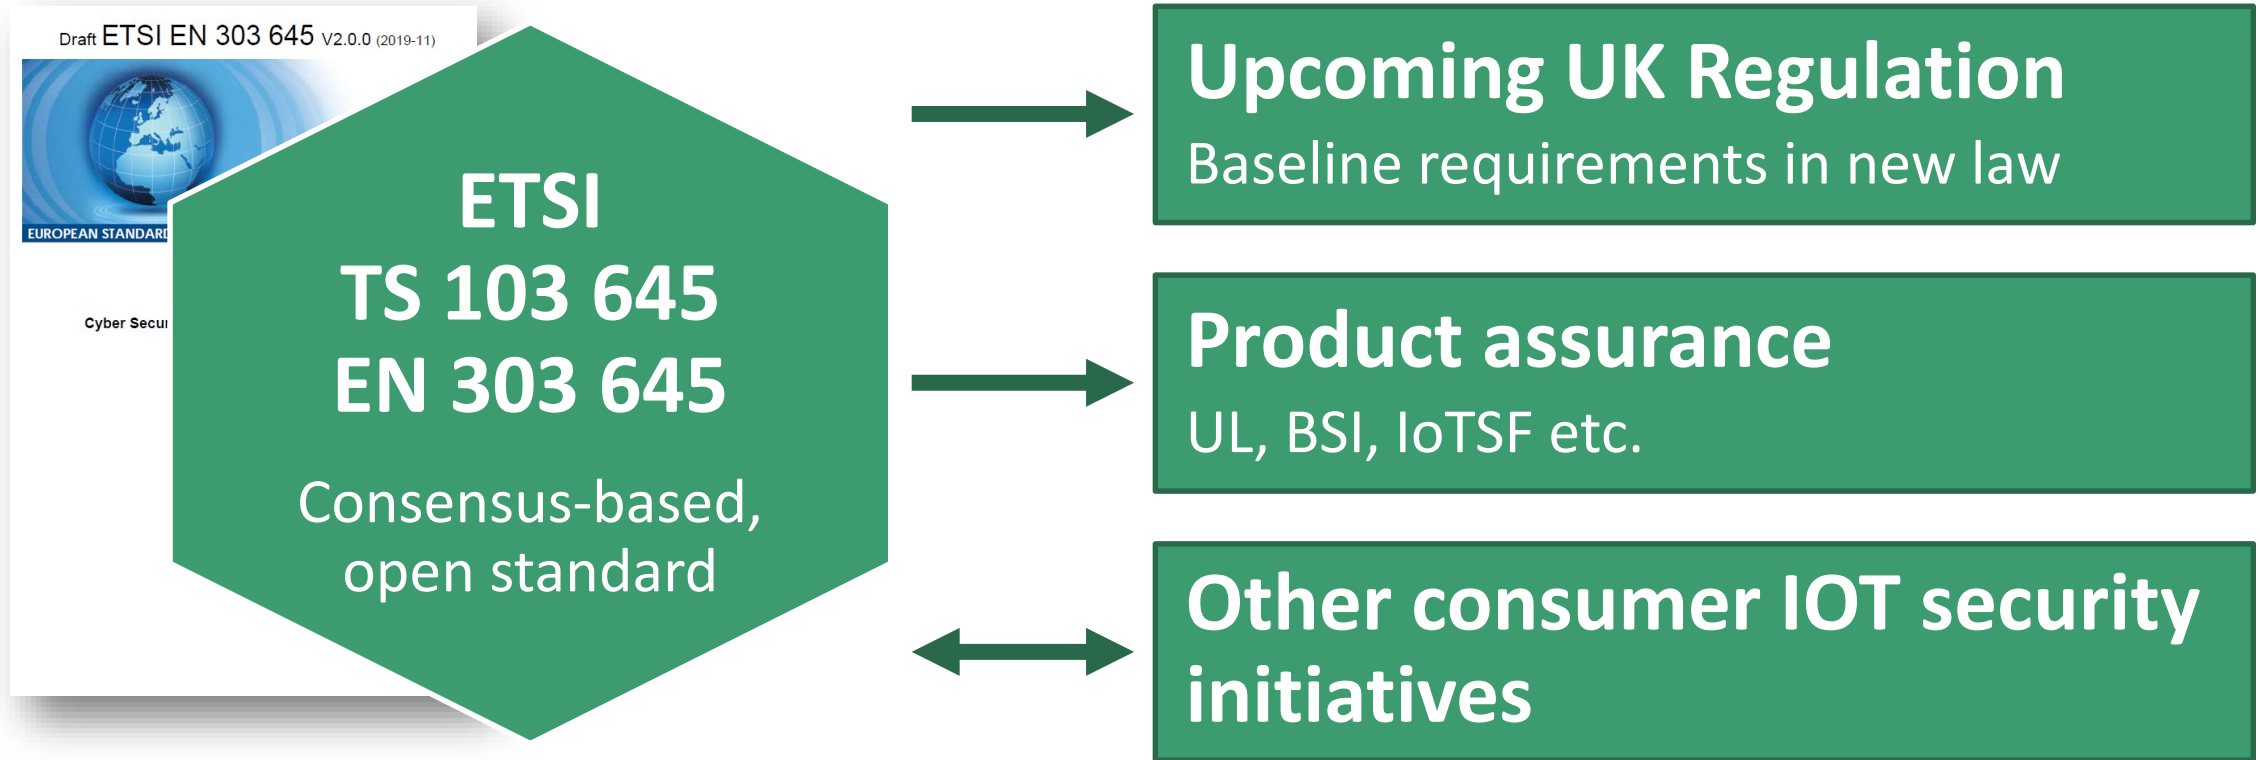 Draft ETSI EN 303 645 V2.0.0 (2019-11)
EUROPEAN STANDARD
Cyber Secur
ETSI
TS 103 645
EN 303 645
Consensus-based,
open standard
Upcoming UK Regulation
Baseline requirements in new law
Product assurance
UL, BSI, IoTSF etc.
Other consumer IOT security
initiatives